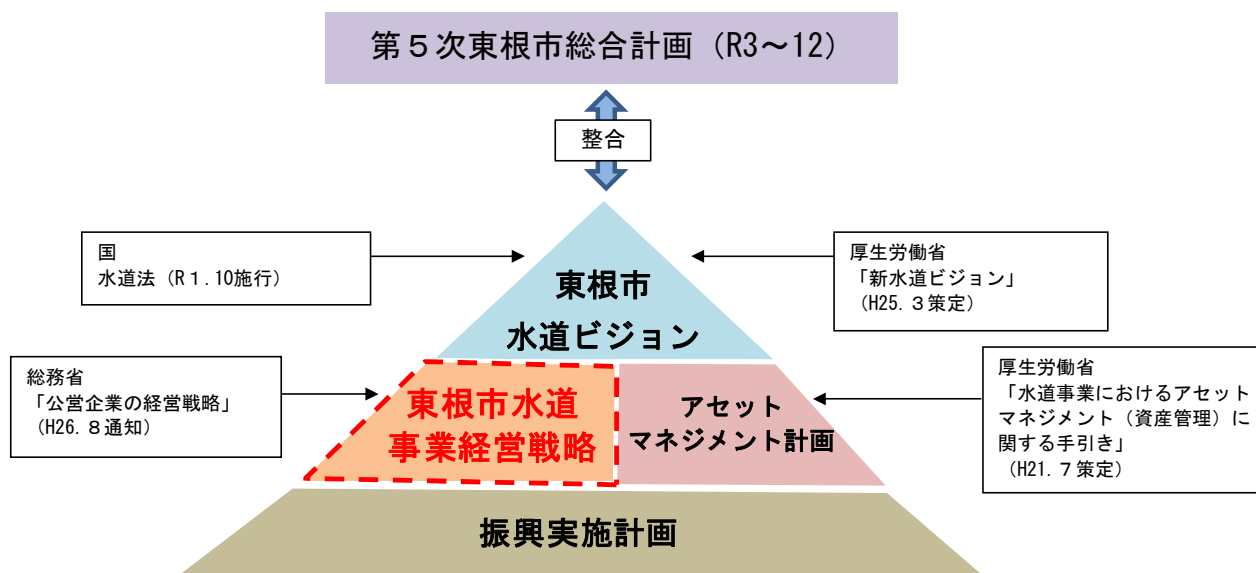 第５次東根市総合計画（R3～12）
整合
国
水道法（R１.10施行）
厚生労働省
「新水道ビジョン」
（H25.３策定）
東根市
水道ビジョン
総務省
「公営企業の経営戦略」
（H26.８通知）
東根市水道
事業経営戦略
アセット
マネジメント計画
厚生労働省
「水道事業におけるアセット
マネジメント（資産管理）に
関する手引き」
（H21.７策定）
振興実施計画